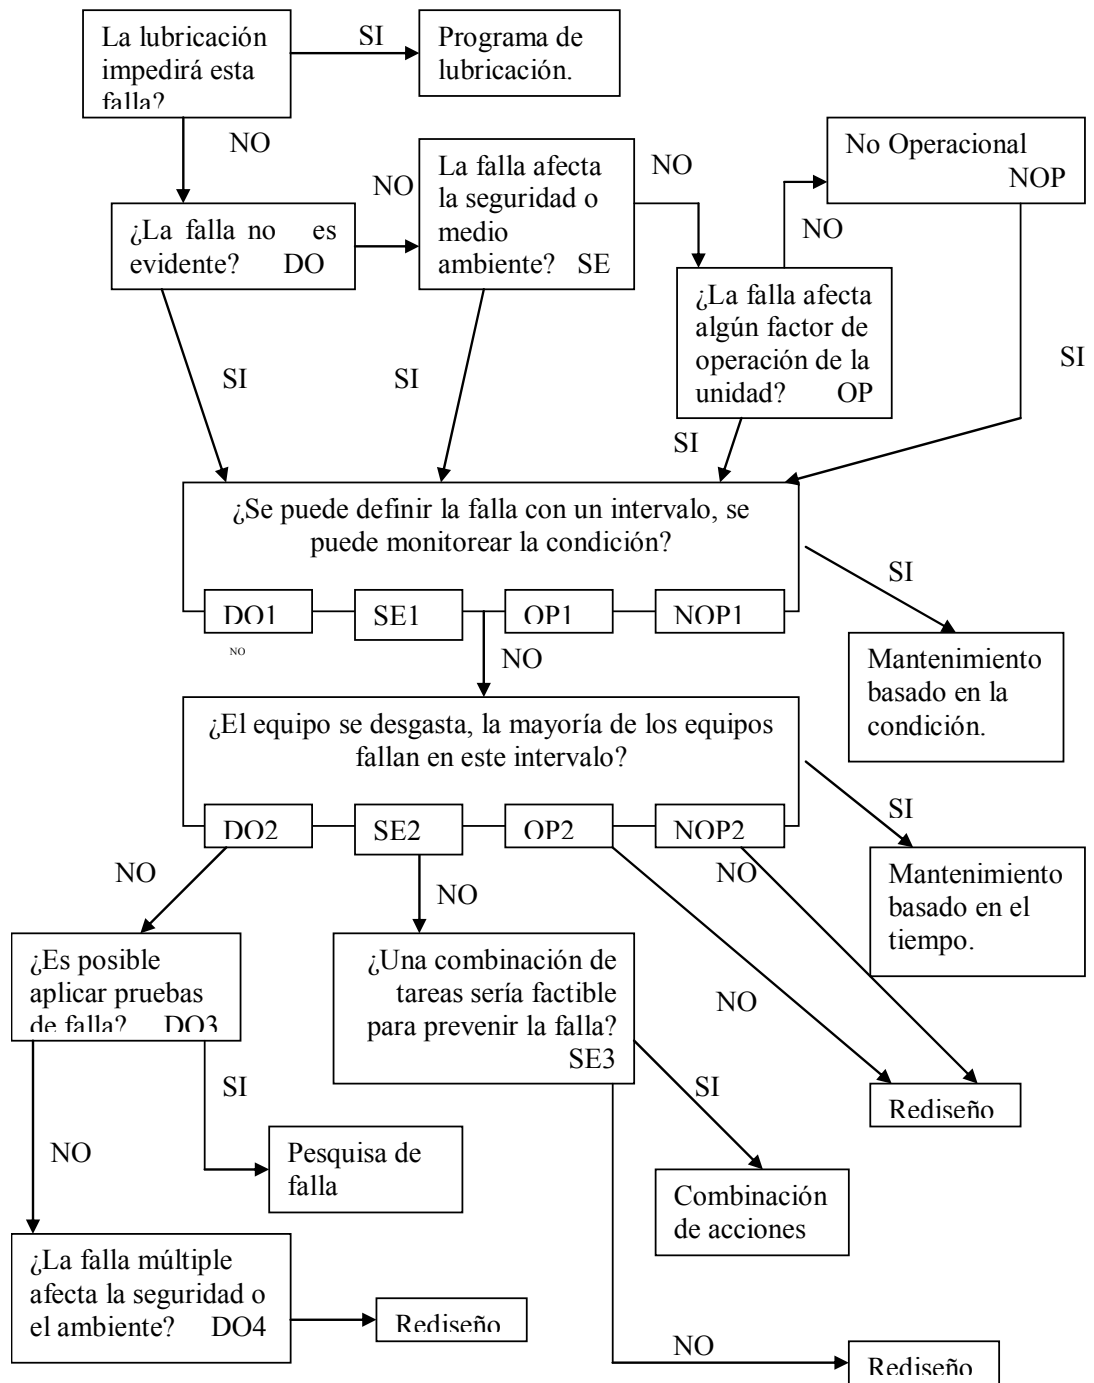 La lubricación
impedirá esta
falla?
SI
Programa de
lubricación.
NO
¿La falla no es
evidente? DO
NO
La falla afecta
la seguridad o
medio
ambiente? SE
NO
No Operacional
NOP
NO
¿La falla afecta
algún factor de
operación de la
unidad? OP
SI
SI
SI
SI
¿Se puede definir la falla con un intervalo, se
puede monitorear la condición?
DO1
SE1
OP1
NOP1
NO
NO
SI
Mantenimiento
basado en la
condición.
¿El equipo se desgasta, la mayoría de los equipos
fallan en este intervalo?
DO2
SE2
OP2
NOP2
SI
Mantenimiento
basado en el
tiempo.
NO
NO
NO
NO
¿Es posible
aplicar pruebas
de falla? DO3
¿Una combinación de
tareas sería factible
para prevenir la falla?
SE3
Rediseño
SI
SI
NO
Pesquisa de
falla
Combinación
de acciones
¿La falla múltiple
afecta la seguridad o
el ambiente? DO4
Rediseño
NO
Rediseño